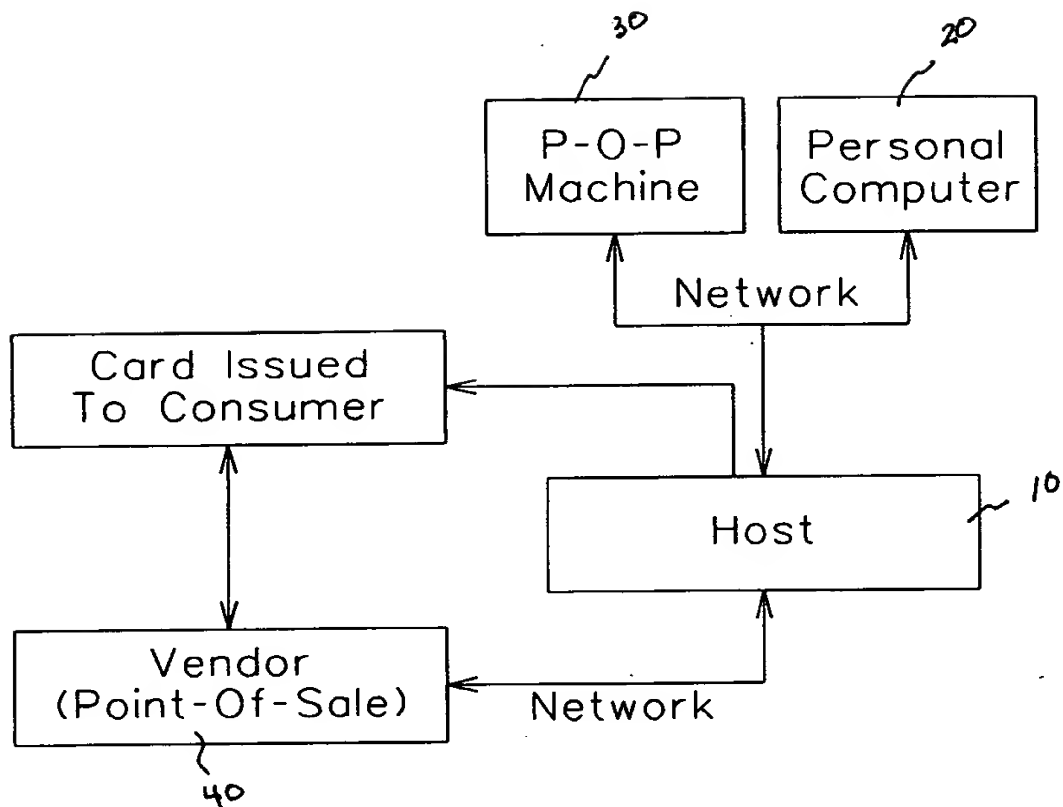 30
20
P-O-P
Machine
Personal
Computer
Network
Card Issued
To Consumer
10
Host
Vendor
(Point-Of-Sale)
Network
40